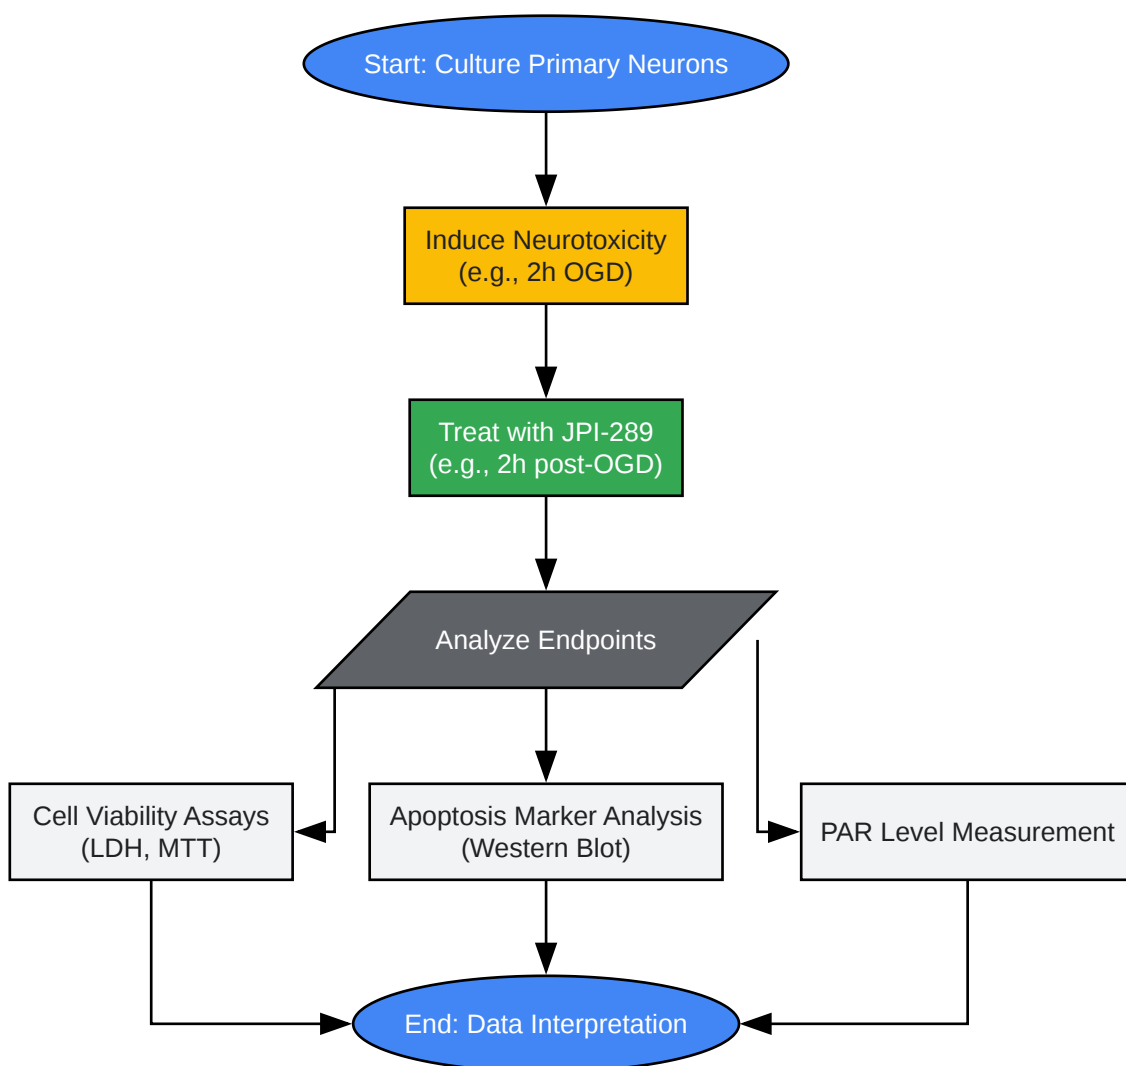 Start: Culture Primary Neurons
Induce Neurotoxicity
(e.g., 2h OGD)
Treat with JPI-289
(e.g., 2h post-OGD)
Analyze Endpoints
Cell Viability Assays
(LDH, MTT)
Apoptosis Marker Analysis
(Western Blot)
PAR Level Measurement
End: Data Interpretation